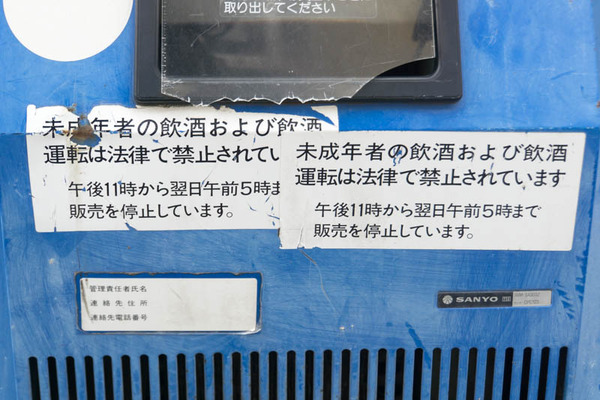 取り出してください
未成年者の飲酒および飲酒
運転は法律で禁止されてい
午後11時から翌日午前5時ま
販売を停止しています。
未成年者の飲酒および飲酒
運転は法律で禁止されています
午後11時から翌日午前5時まで
販売を停止しています。
管理責任者氏名
連絡先住所
連絡先電話番号
SANYO